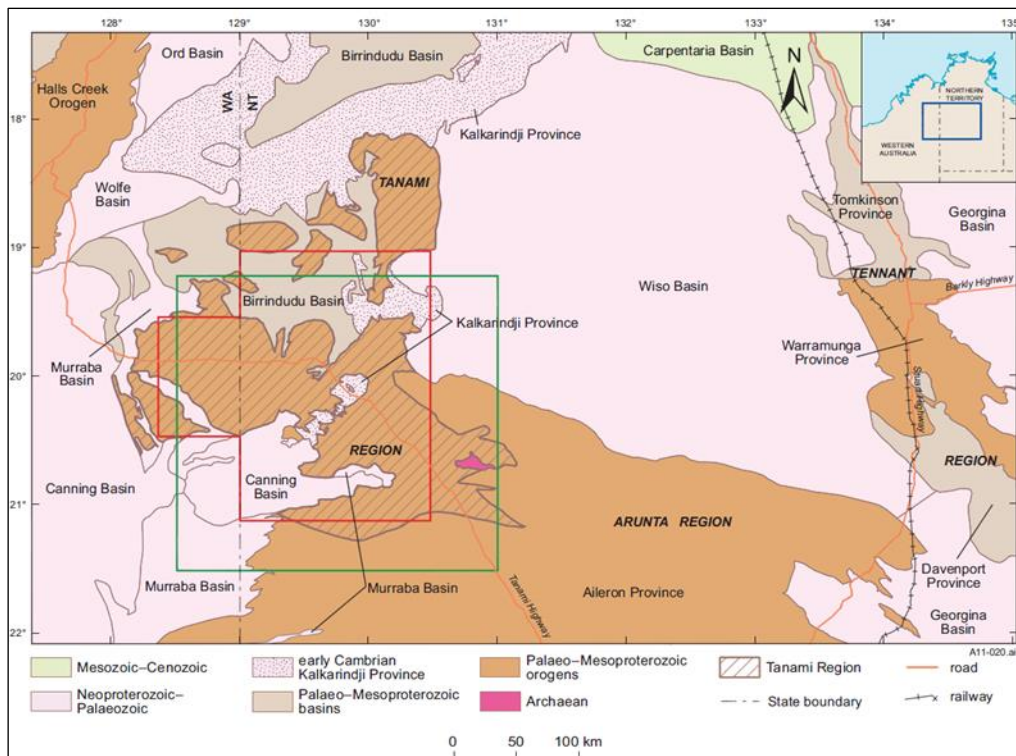 128°
129°
130°
131°
132°
133°
134°
135
18°
19°
20°
21°
22°
Ord Basin
Birrindudu Basin
Carpentaria Basin
N
NORTHERN
TERRITORY
WESTERN
AUSTRALIA
Halls Creek
Orogen
WA
NT
Kalkarindji Province
Wolfe
Basin
TANAMI
Tomkinson
Province
Georgina
Basin
TENNANT
Barkly Highway
Birrindudu Basin
Wiso Basin
Kalkarindji Province
Murraba
Basin
Warramunga
Province
Stuart Highway
REGION
REGION
Canning Basin
Canning
Basin
ARUNTA REGION
Murraba Basin
Murraba Basin
Tanami Highway
Aileron Province
Davenport
Province
Georgina
Basin
A11-020.ai
Mesozoic–Cenozoic
Neoproterozoic–
Palaeozoic
early Cambrian
Kalkarindji Province
Palaeo–Mesoproterozoic
basins
Palaeo–Mesoproterozoic
orogens
Archaean
Tanami Region
State boundary
road
railway
0 50 100 km